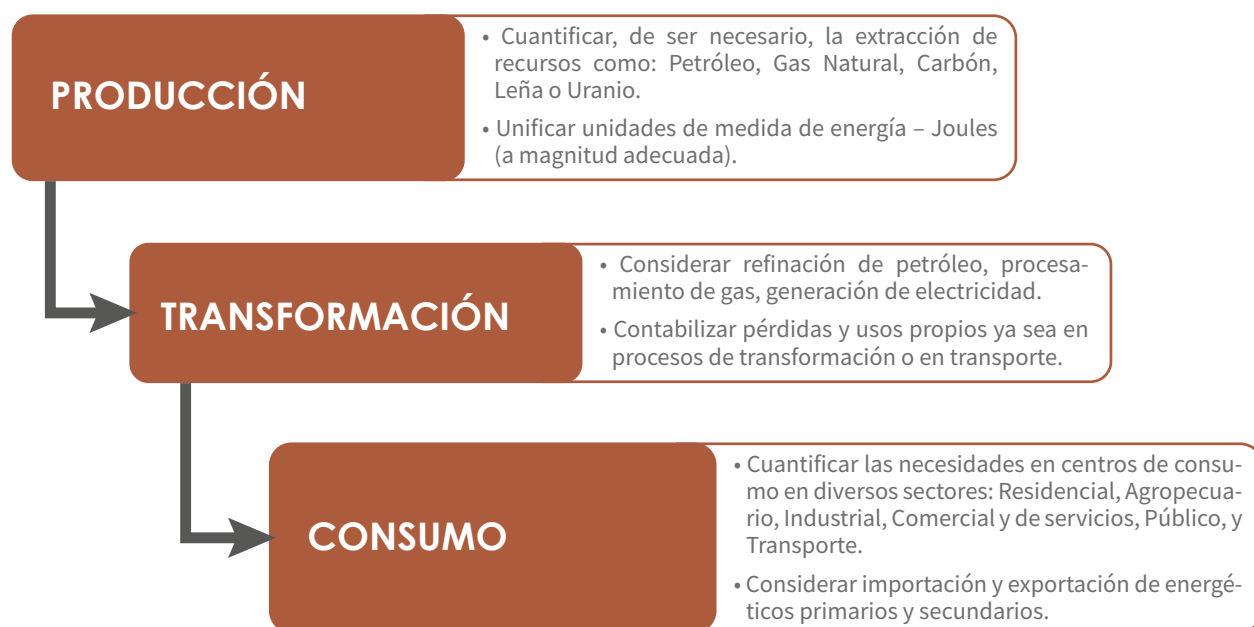 PRODUCCIÓN
• Cuantificar, de ser necesario, la extracción de
recursos como: Petróleo, Gas Natural, Carbón,
Leña o Uranio.
• Unificar unidades de medida de energía – Joules
(a magnitud adecuada).
TRANSFORMACIÓN
• Considerar refinación de petróleo, procesa-
miento de gas, generación de electricidad.
• Contabilizar pérdidas y usos propios ya sea en
procesos de transformación o en transporte.
CONSUMO
• Cuantificar las necesidades en centros de consu-
mo en diversos sectores: Residencial, Agropecua-
rio, Industrial, Comercial y de servicios, Público, y
Transporte.
• Considerar importación y exportación de energé-
ticos primarios y secundarios.